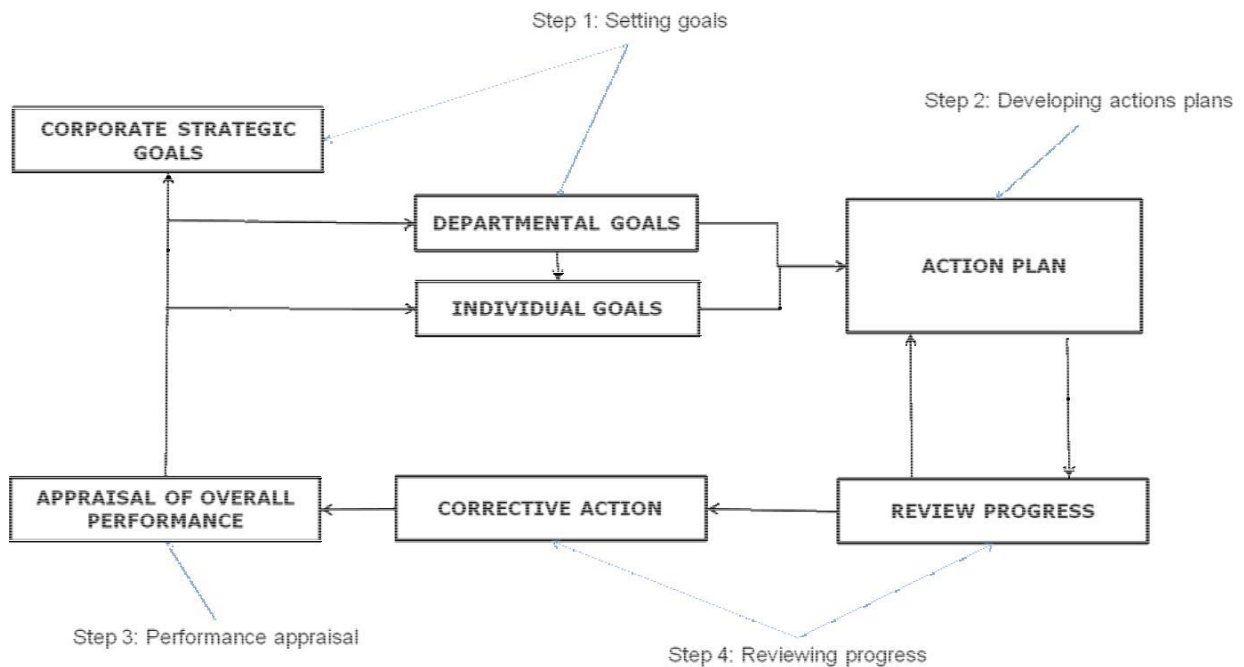 Step 1: Setting goals
Step 2: Developing actions plans
CORPORATE STRATEGIC
GOALS
DEPARTMENTAL GOALS
ACTION PLAN
INDIVIDUAL GOALS
APPRAISAL OF OVERALL
PERFORMANCE
CORRECTIVE ACTION
REVIEW PROGRESS
Step 3: Performance appraisal
Step 4: Reviewing progress